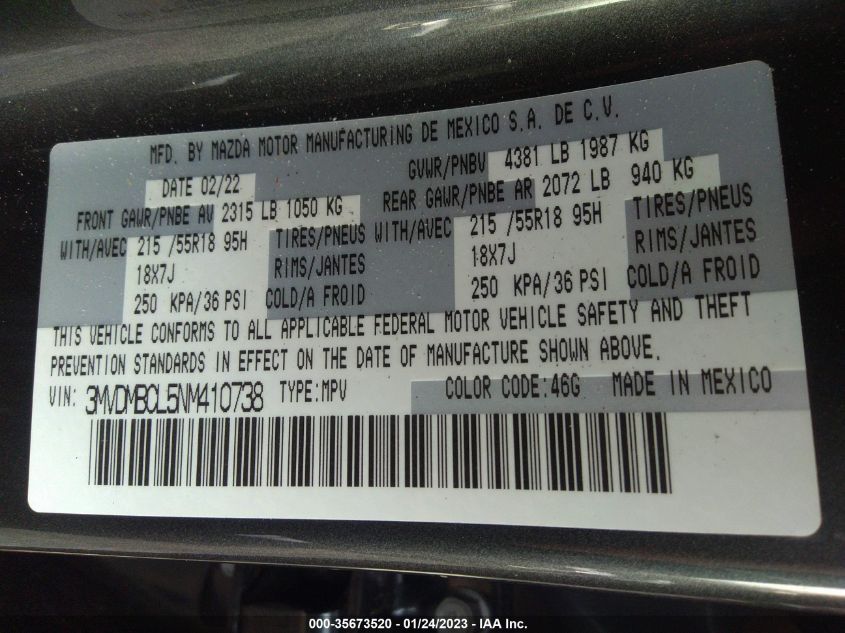 MFD. BY MAZDA MOTOR MANUFACTURING DE MEXICO S.A. DE C.V.
DATE 02/22 GVWR/PNBV 4381 LB 1987 KG
FRONT GAWR/PNBE AV 2315 LB 1050 KG REAR GAWR/PNBE AR 2072 LB 940 KG
WITH/AVEC 215 /55R18 95H TIRES/PNEUS WITH/AVEC 215 /55R18 95H TIRES/PNEUS
18X7J RIMS/JANTES 18X7J RIMS/JANTES
250 KPA/36 PSI COLD/A FROID 250 KPA/36 PSI COLD/A FROID
THIS VEHICLE CONFORMS TO ALL APPLICABLE FEDERAL MOTOR VEHICLE SAFETY AND THEFT
PREVENTION STANDARDS IN EFFECT ON THE DATE OF MANUFACTURE SHOWN ABOVE.
VIN: 3MVDMBCL5NM410738 TYPE:MPV COLOR CODE:46G MADE IN MEXICO
000-35673520 - 01/24/2023 - IAA Inc.